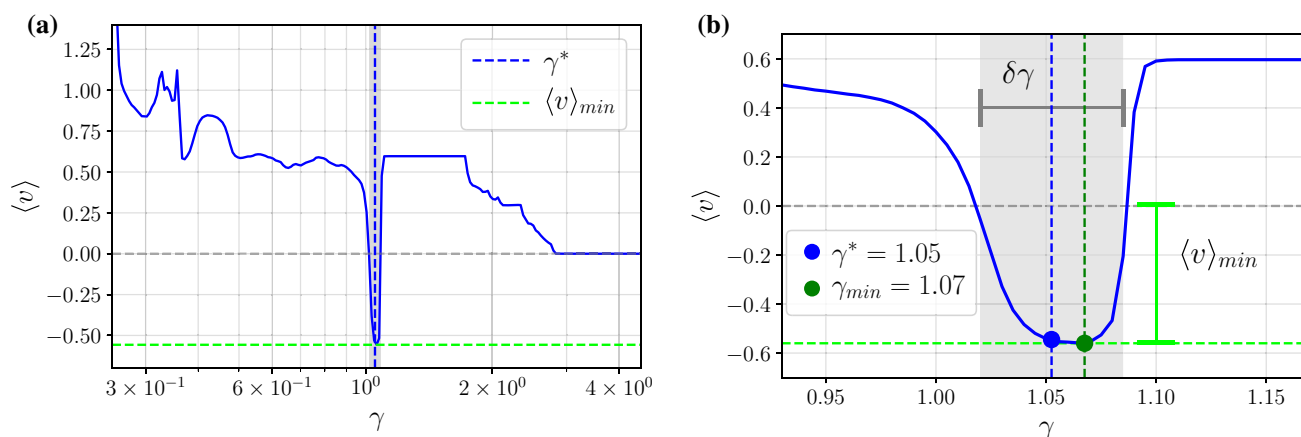 (a)
1.25
1.00
0.75
0.50
0.25
0.00
−0.25
−0.50
⟨v⟩
γ*
⟨v⟩min
3 × 10⁻¹
6 × 10⁻¹
10⁰
2 × 10⁰
4 × 10⁰
γ
(b)
0.6
0.4
0.2
0.0
−0.2
−0.4
−0.6
⟨v⟩
δγ
γ* = 1.05
γmin = 1.07
⟨v⟩min
0.95
1.00
1.05
1.10
1.15
γ